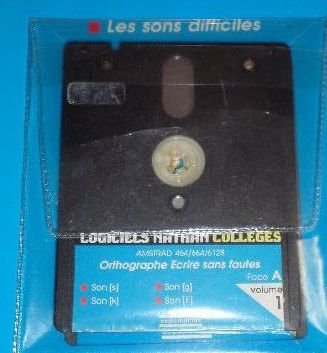 Les sons difficiles
LOGICIELS NATHAN COLLEGES
AMSTRAD 464/664/6128
Orthographe Ecrire sans fautes
Face A
volume
1
Son [s]
Son [g]
Son [k]